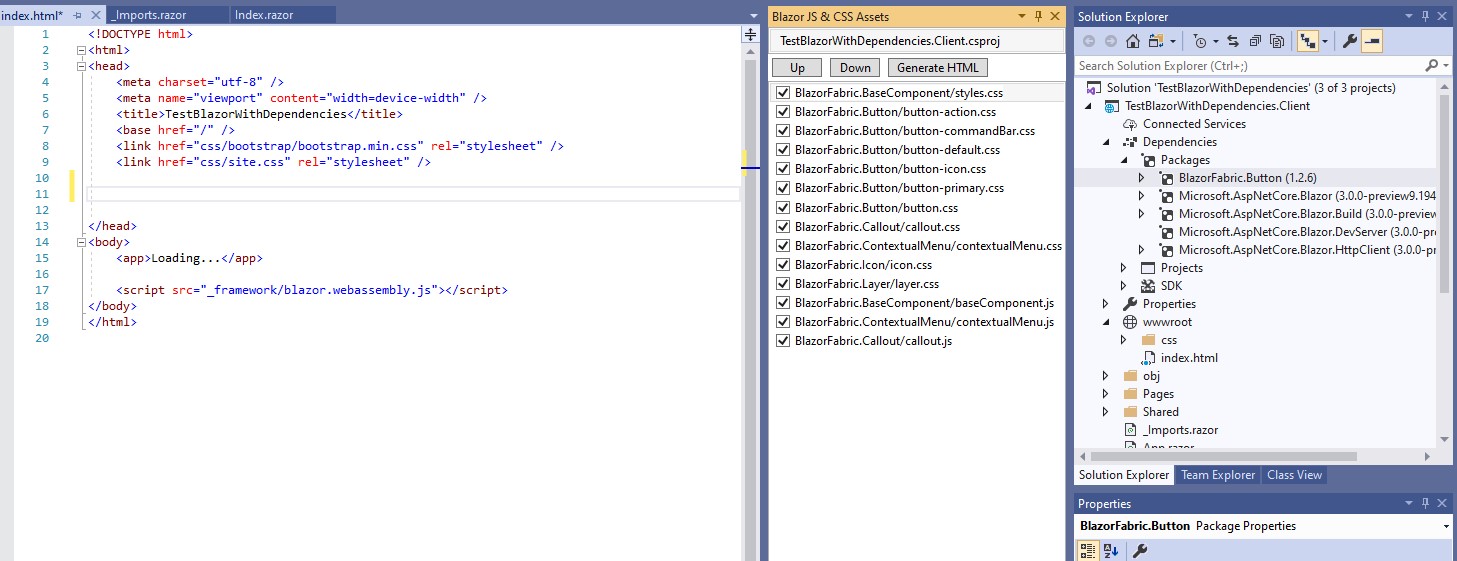 index.html*
_Imports.razor
Index.razor
1 <!DOCTYPE html>
2 <html>
3 <head>
4 <meta charset="utf-8" />
5 <meta name="viewport" content="width=device-width" />
6 <title>TestBlazorWithDependencies</title>
7 <base href="/" />
8 <link href="css/bootstrap/bootstrap.min.css" rel="stylesheet" />
9 <link href="css/site.css" rel="stylesheet" />
10
11
12
13 </head>
14 <body>
15 <app>Loading...</app>
16
17 <script src="_framework/blazor.webassembly.js"></script>
18 </body>
19 </html>
20
Blazor JS & CSS Assets
TestBlazorWithDependencies.Client.csproj
Up Down Generate HTML
BlazorFabric.BaseComponent/styles.css
BlazorFabric.Button/button-action.css
BlazorFabric.Button/button-commandBar.css
BlazorFabric.Button/button-default.css
BlazorFabric.Button/button-icon.css
BlazorFabric.Button/button-primary.css
BlazorFabric.Button/button.css
BlazorFabric.Callout/callout.css
BlazorFabric.ContextualMenu/contextualMenu.css
BlazorFabric.Icon/icon.css
BlazorFabric.Layer/layer.css
BlazorFabric.BaseComponent/baseComponent.js
BlazorFabric.ContextualMenu/contextualMenu.js
BlazorFabric.Callout/callout.js
Solution Explorer
Search Solution Explorer (Ctrl+;)
Solution 'TestBlazorWithDependencies' (3 of 3 projects)
TestBlazorWithDependencies.Client
Connected Services
Dependencies
Packages
BlazorFabric.Button (1.2.6)
Microsoft.AspNetCore.Blazor (3.0.0-preview9.194
Microsoft.AspNetCore.Blazor.Build (3.0.0-preview
Microsoft.AspNetCore.Blazor.DevServer (3.0.0-pr
Microsoft.AspNetCore.Blazor.HttpClient (3.0.0-pr
Projects
SDK
Properties
wwwroot
css
index.html
obj
Pages
Shared
_Imports.razor
App.razor
Solution Explorer Team Explorer Class View
Properties
BlazorFabric.Button Package Properties